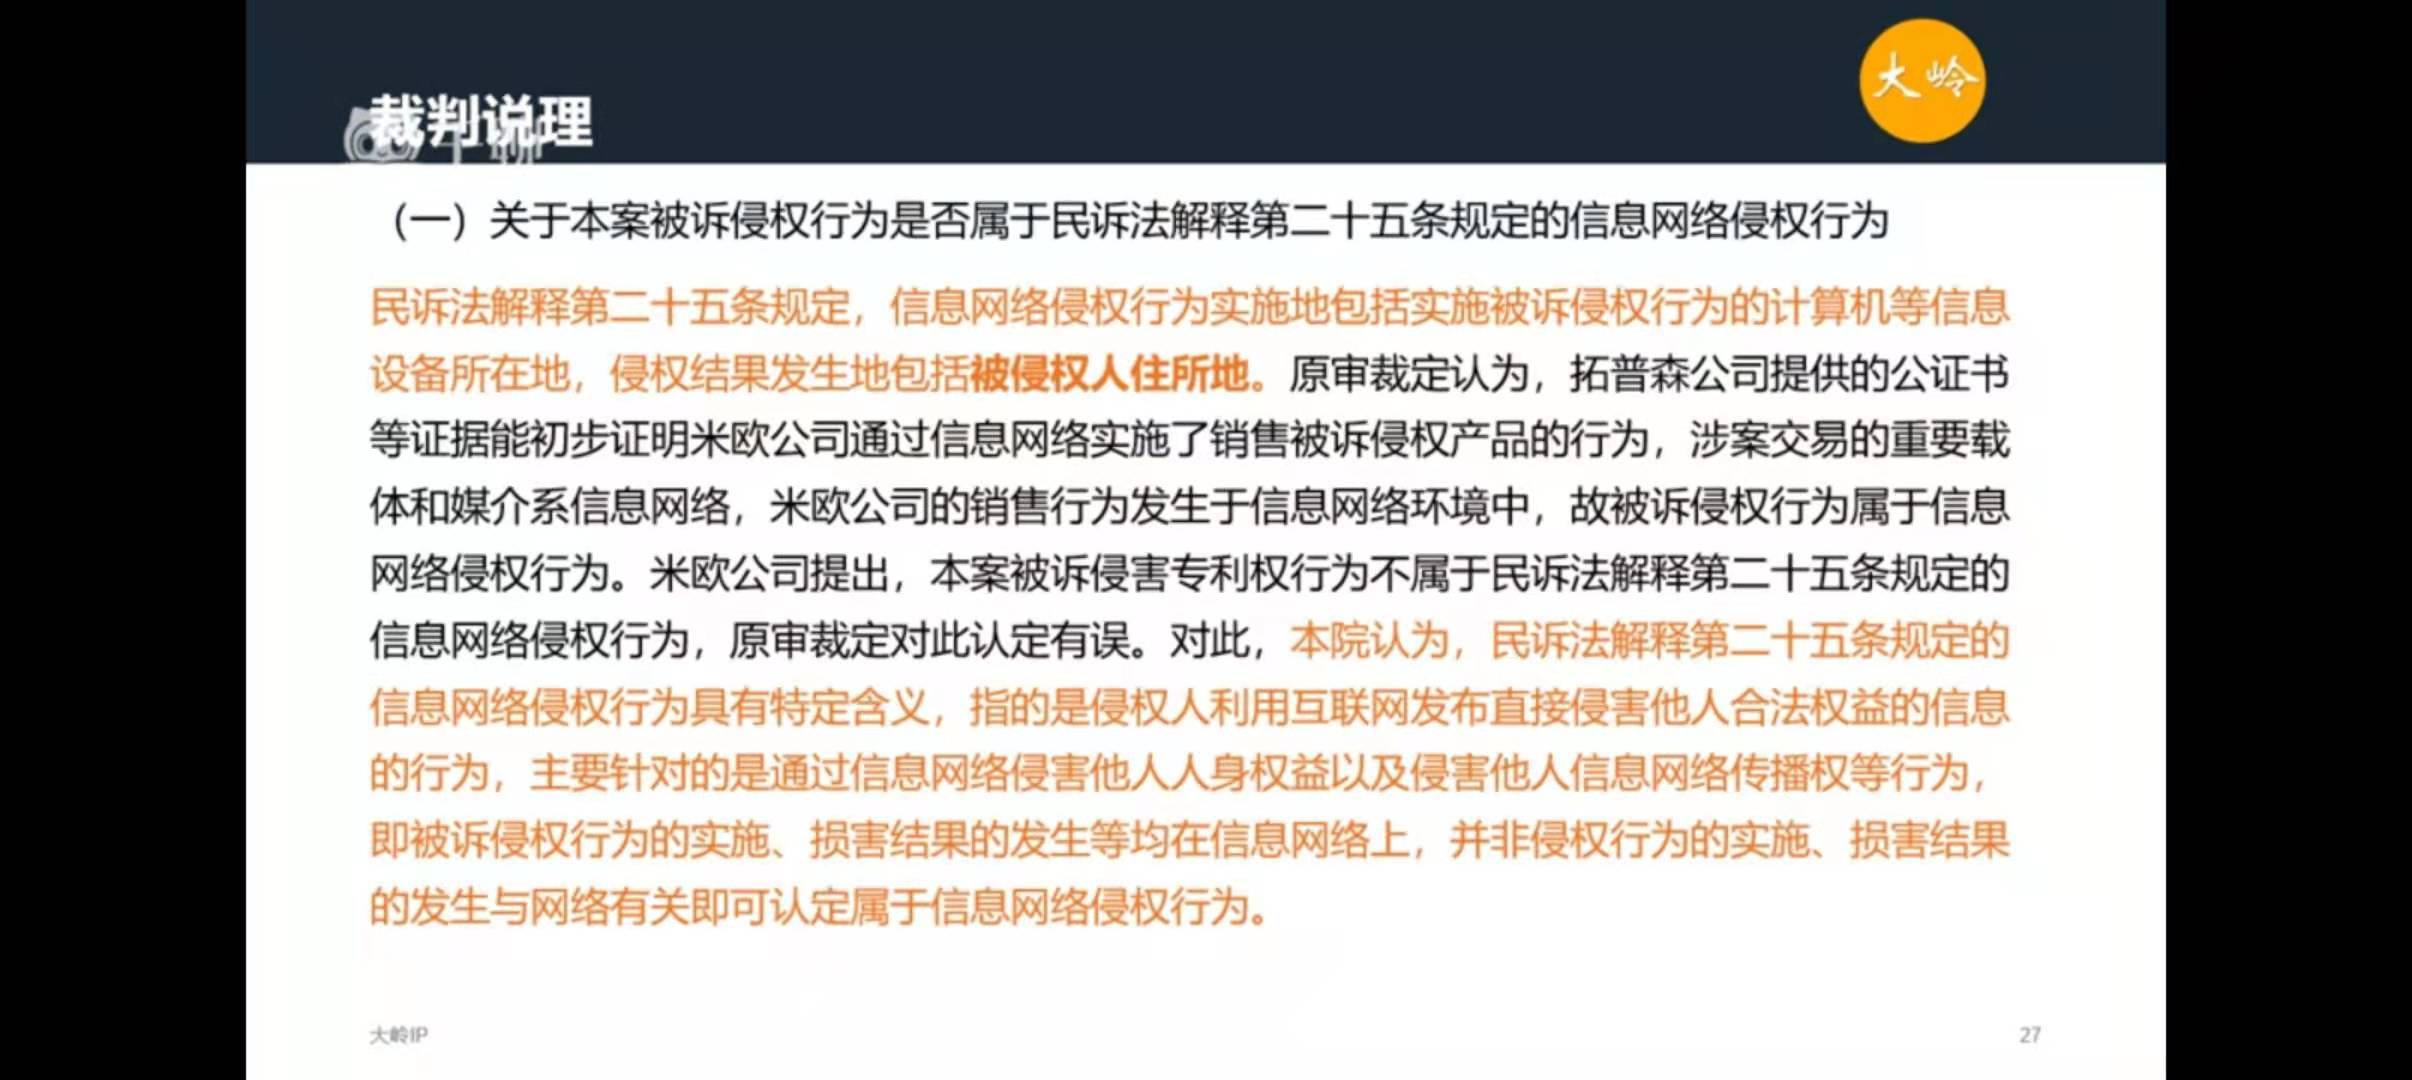 大岭
裁判说理
（一）关于本案被诉侵权行为是否属于民诉法解释第二十五条规定的信息网络侵权行为
民诉法解释第二十五条规定，信息网络侵权行为实施地包括实施被诉侵权行为的计算机等信息
设备所在地，侵权结果发生地包括被侵权人住所地。原审裁定认为，拓普森公司提供的公证书
等证据能初步证明米欧公司通过信息网络实施了销售被诉侵权产品的行为，涉案交易的重要载
体和媒介系信息网络，米欧公司的销售行为发生于信息网络环境中，故被诉侵权行为属于信息
网络侵权行为。米欧公司提出，本案被诉侵害专利权行为不属于民诉法解释第二十五条规定的
信息网络侵权行为，原审裁定对此认定有误。对此，本院认为，民诉法解释第二十五条规定的
信息网络侵权行为具有特定含义，指的是侵权人利用互联网发布直接侵害他人合法权益的信息
的行为，主要针对的是通过信息网络侵害他人人身权益以及侵害他人信息网络传播权等行为，
即被诉侵权行为的实施、损害结果的发生等均在信息网络上，并非侵权行为的实施、损害结果
的发生与网络有关即可认定属于信息网络侵权行为。
大岭IP
27